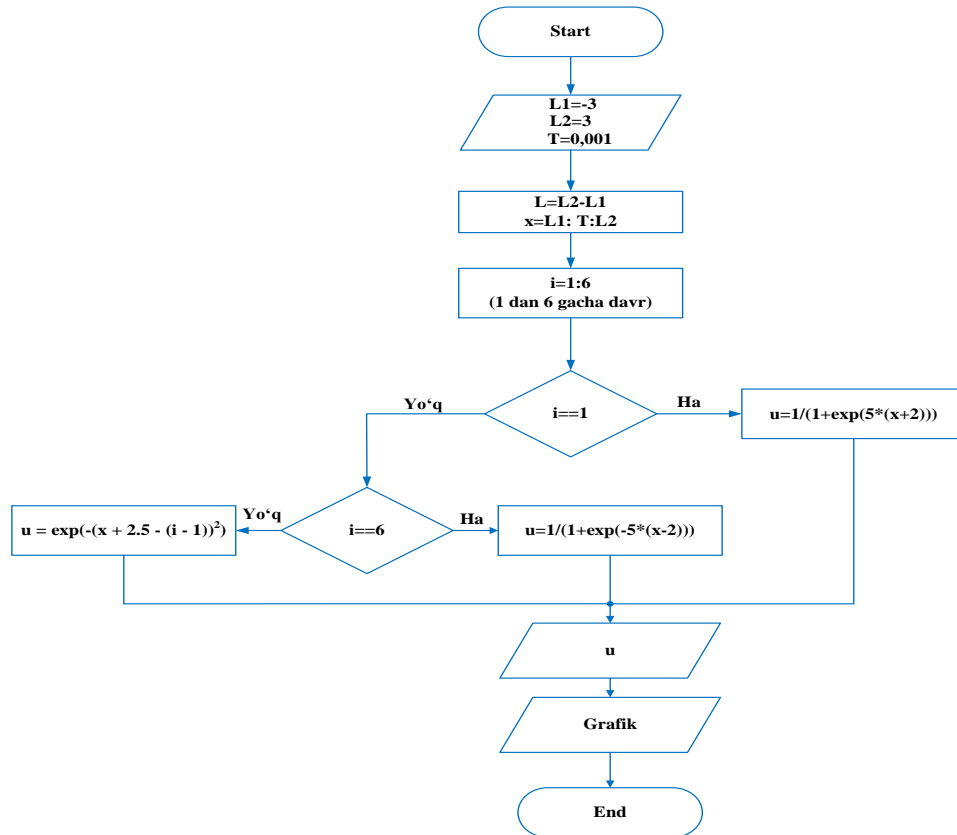 Start
L1=-3
L2=3
T=0,001
L=L2-L1
x=L1: T:L2
i=1:6
(1 dan 6 gacha davr)
Yo‘q
i==1
Ha
u=1/(1+exp(5*(x+2)))
u = exp(-(x + 2.5 - (i - 1))²)
Yo‘q
i==6
Ha
u=1/(1+exp(-5*(x-2)))
u
Grafik
End